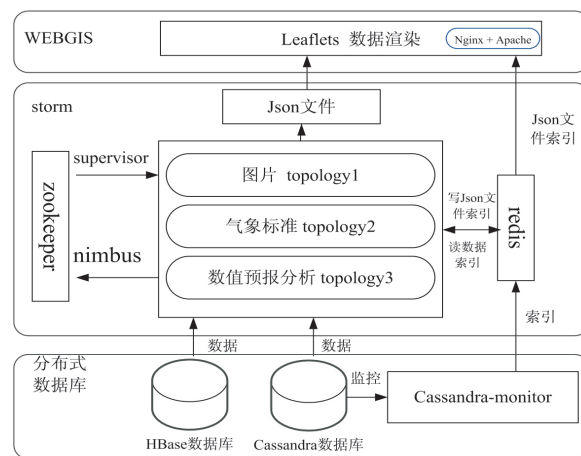 WEBGIS
Leaflets 数据渲染
Nginx + Apache
storm
Json文件
Json文
件索引
zookeeper
supervisor
nimbus
图片 topology1
气象标准 topology2
数值预报分析 topology3
写Json文
件索引
读数据
索引
redis
数据
数据
索引
分布式
数据库
HBase数据库
Cassandra数据库
监控
Cassandra-monitor